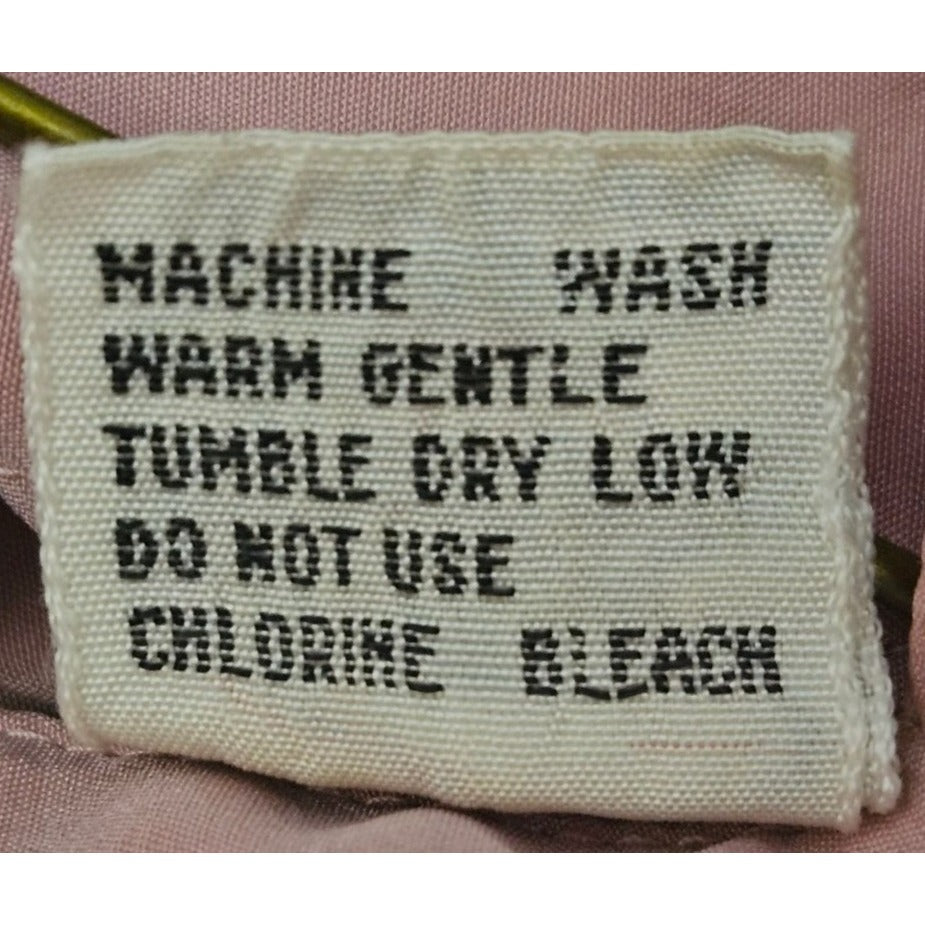 MACHINE WASH
WARM GENTLE
TUMBLE DRY LOW
DO NOT USE
CHLORINE BLEACH